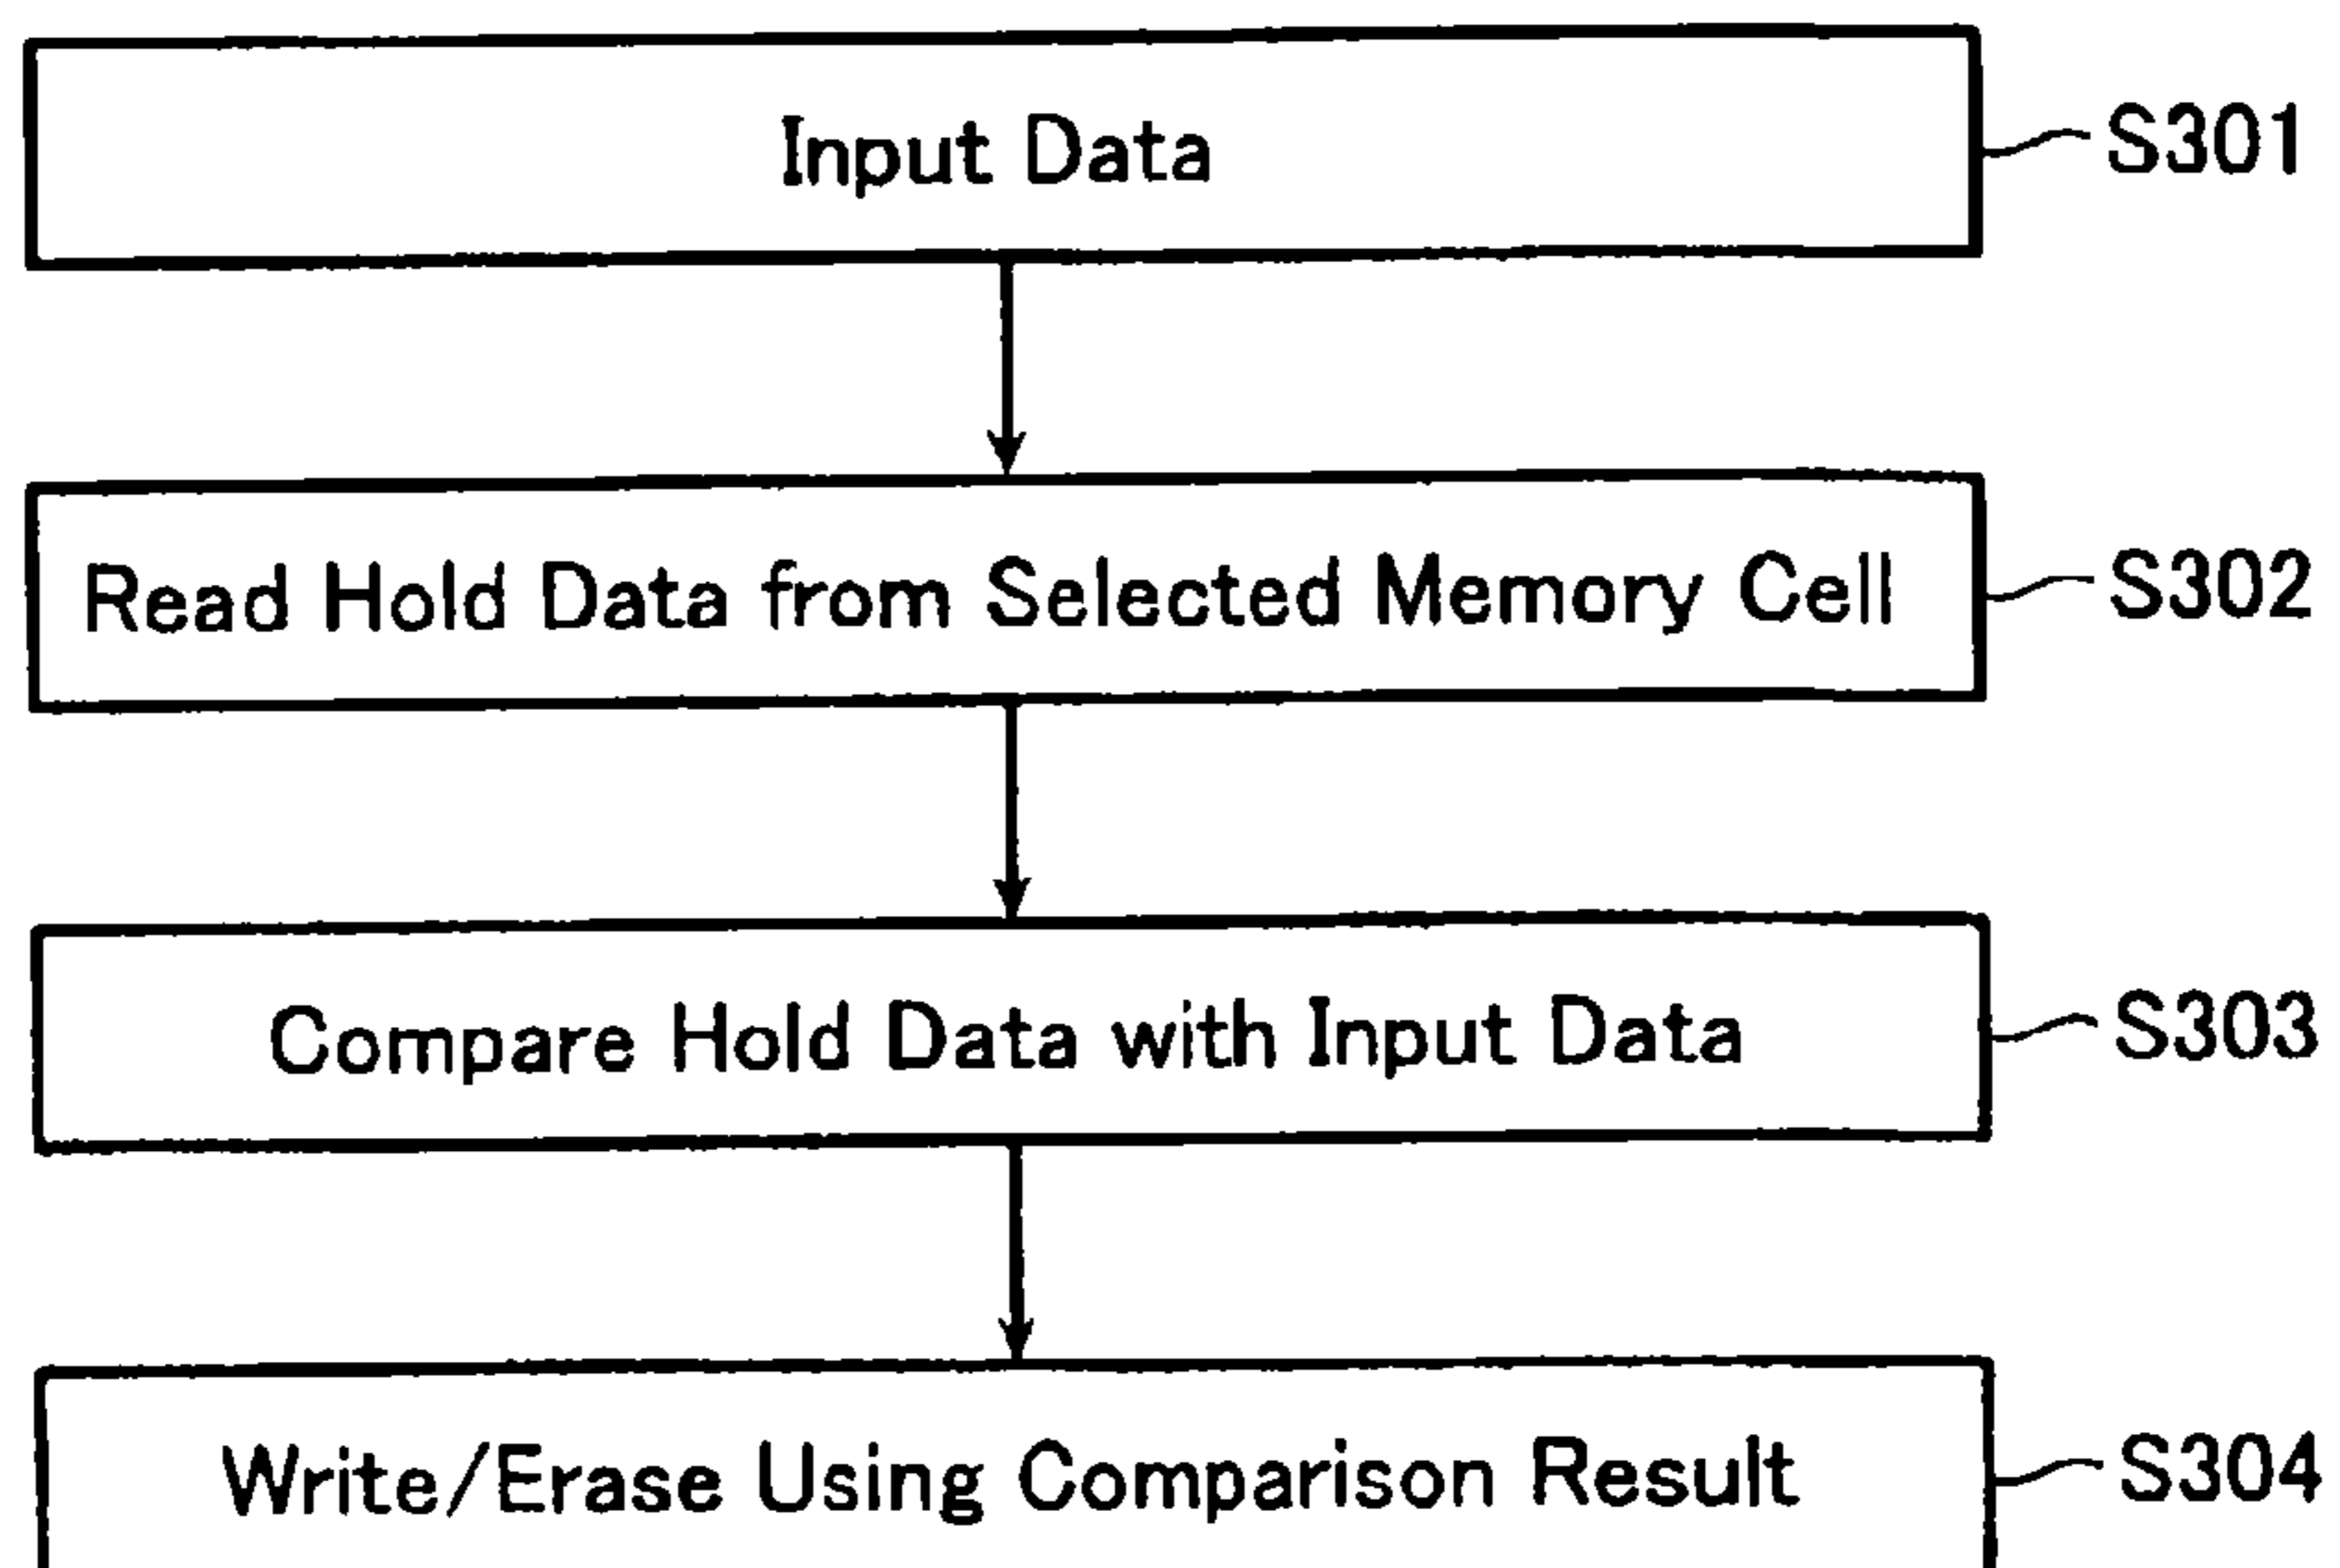 Input Data S301
Read Hold Data from Selected Memory Cell S302
Compare Hold Data with Input Data S303
Write/Erase Using Comparison Result S304